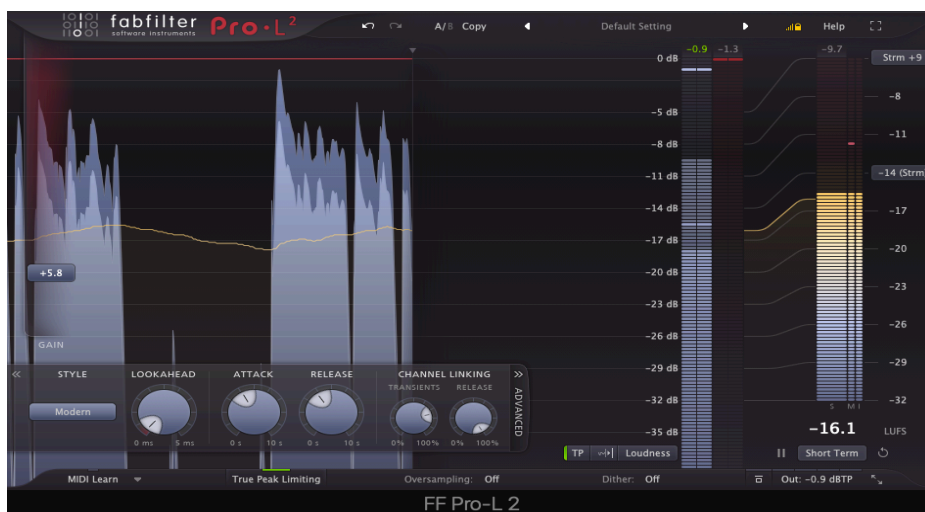 fabfilter
software instruments
Pro·L 2
A/B Copy
Default Setting
Help
0 dB
-0.9 -1.3
-9.7
Strm +9
-5 dB
-8
-8 dB
-11
-11 dB
-14 (Strm)
-14 dB
-17
-17 dB
-20
-20 dB
+5.8
-23
-23 dB
-26
-26 dB
GAIN
-29
-29 dB
STYLE
LOOKAHEAD
ATTACK
RELEASE
CHANNEL LINKING
TRANSIENTS RELEASE
ADVANCED
Modern
0 ms 5 ms
0 s 10 s
0 s 10 s
0% 100%
0% 100%
-32 dB
-32
S M I
-35 dB
-16.1 LUFS
TP
Loudness
Short Term
MIDI Learn
True Peak Limiting
Oversampling: Off
Dither: Off
Out: -0.9 dBTP
FF Pro-L 2